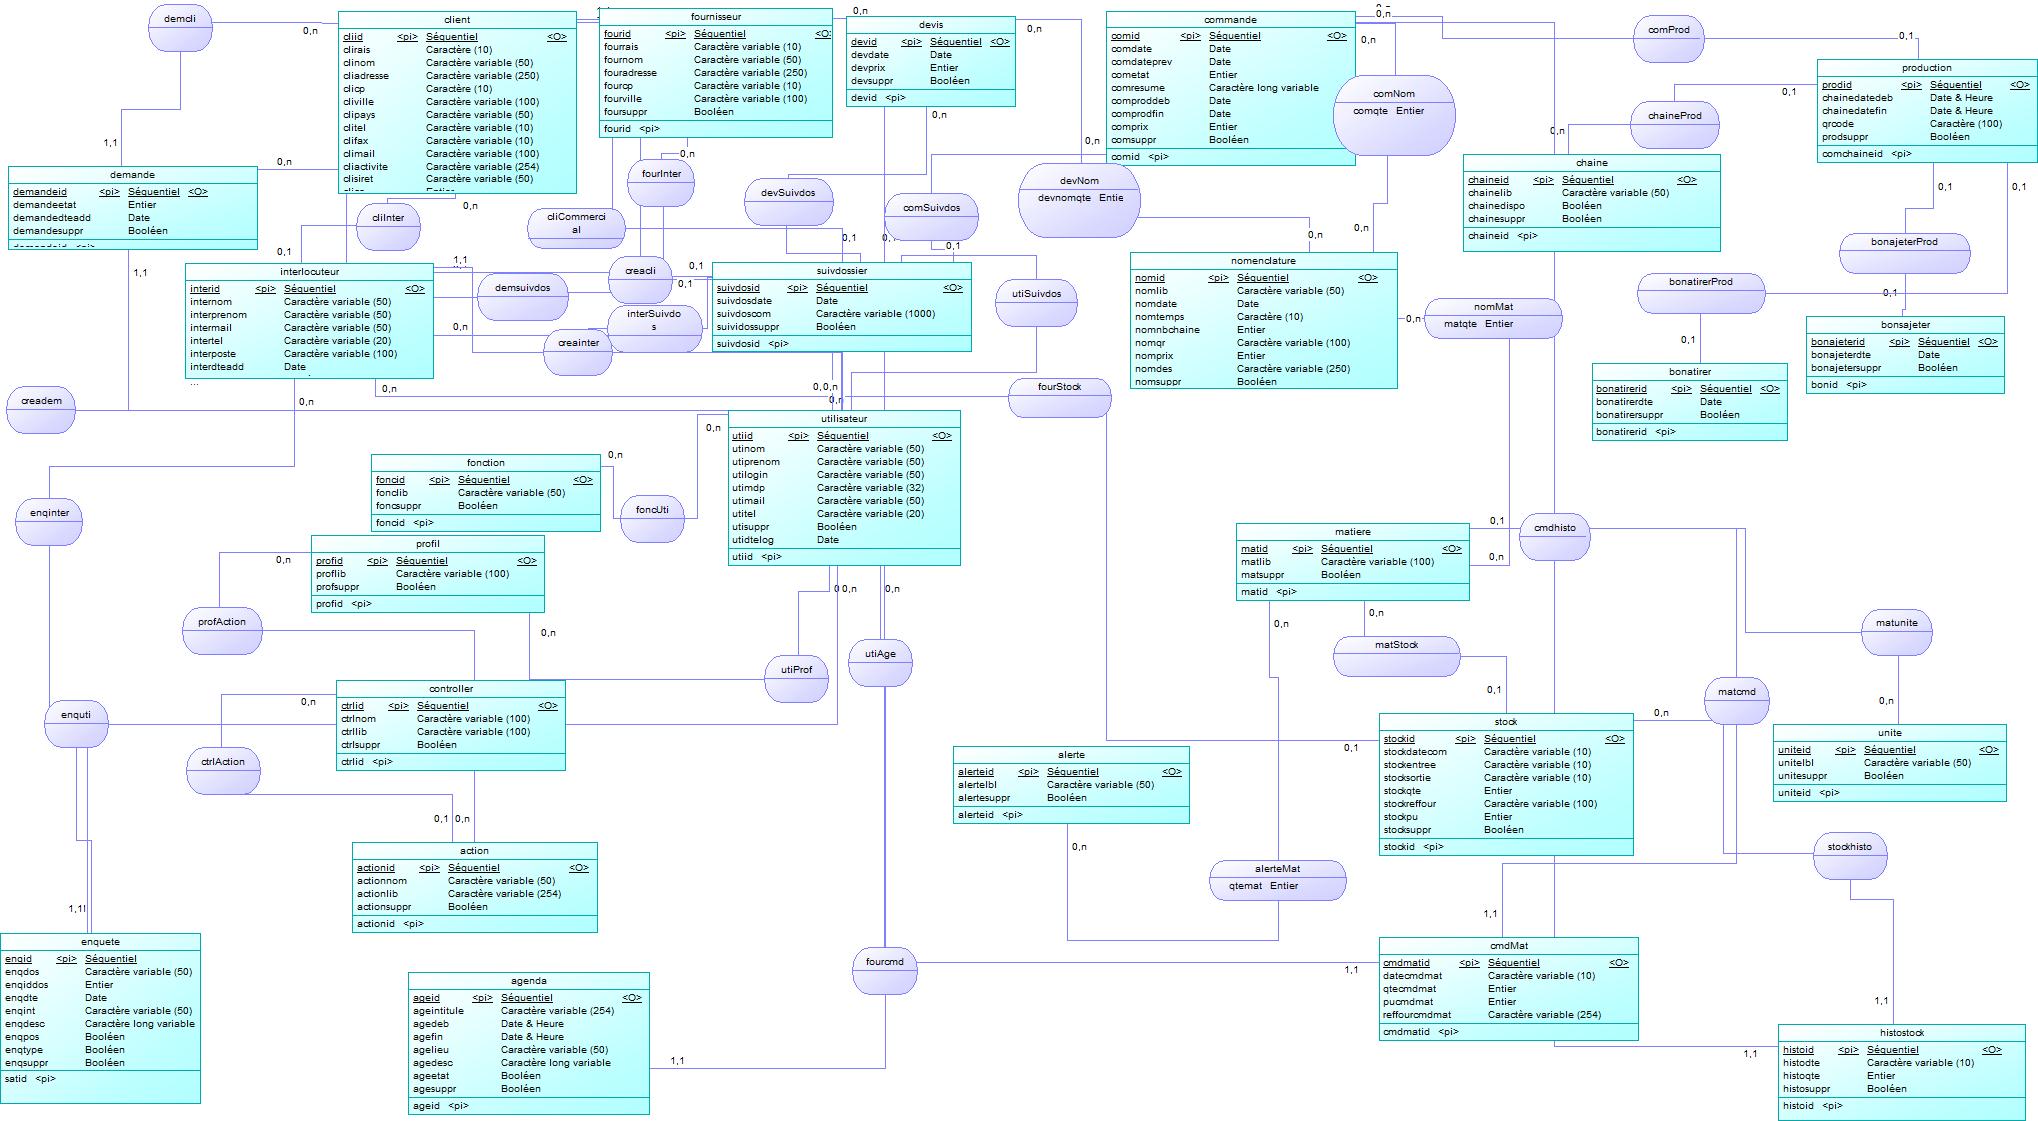 demcli
0,n
client
cliid <pi> Séquentiel <O>
clirais Caractère (10)
clinom Caractère variable (50)
cliadresse Caractère variable (250)
clicp Caractère (10)
cliville Caractère variable (100)
clipays Caractère variable (50)
clitel Caractère variable (10)
clifax Caractère variable (10)
climail Caractère variable (100)
cliactivite Caractère variable (254)
clisiret Caractère variable (50)
fournisseur
fourid <pi> Séquentiel <O>
fourrais Caractère variable (10)
fournom Caractère variable (50)
fouradresse Caractère variable (250)
fourcp Caractère variable (10)
fourville Caractère variable (100)
foursuppr Booléen
fourid <pi>
0,n
devis
devid <pi> Séquentiel <O>
devdate Date
devprix Entier
devsuppr Booléen
devid <pi>
0,n
0,n
commande
comid <pi> Séquentiel <O>
comdate Date
comdateprev Date
cometat Entier
comresume Caractère long variable
comproddeb Date
comprodfin Date
comprix Entier
comsuppr Booléen
comid <pi>
0,n
0,n
0,n
comProd
0,1
comNom
comqte Entier
production
prodid <pi> Séquentiel <O>
chainedatedeb Date & Heure
chainedatefin Date & Heure
qrcode Caractère (100)
prodsuppr Booléen
comchaineid <pi>
0,1
chaineProd
0,n
chaine
chaineid <pi> Séquentiel <O>
chainelib Caractère variable (50)
chainedispo Booléen
chainesuppr Booléen
chaineid <pi>
1,1
0,n
demande
demandeid <pi> Séquentiel <O>
demandeetat Entier
demandedteadd Date
demandesuppr Booléen
demandeid <pi>
0,n
fourInter
devSuivdos
comSuivdos
devNom
devnomqte Entie
0,1
0,1
cliInter
0,n
cliCommerci
al
0,1
0,1
0,n
0,n
bonajeterProd
0,1
1,1
0,1
interlocuteur
interid <pi> Séquentiel <O>
internom Caractère variable (50)
interprenom Caractère variable (50)
intermail Caractère variable (50)
intertel Caractère variable (20)
interposte Caractère variable (100)
interdteadd Date
...
1,1
0,n
demsuivdos
creacli
0,1
0,1
interSuivdo
s
creainter
suivdossier
suivdosid <pi> Séquentiel <O>
suivdosdate Date
suivdoscom Caractère variable (1000)
suividossuppr Booléen
suivdosid <pi>
utiSuivdos
nomenclature
nomid <pi> Séquentiel <O>
nomlib Caractère variable (50)
nomdate Date
nomtemps Caractère (10)
nomnbchaine Entier
nomqr Caractère (100)
nomprix Entier
nomdes Caractère variable (250)
nomsuppr Booléen
0,n
nomMat
matqte Entier
bonatirerProd
0,1
0,1
bonsajeter
bonajeterid <pi> Séquentiel <O>
bonajeterdte Date
bonajetersuppr Booléen
bonid <pi>
bonatirer
bonatirerid <pi> Séquentiel <O>
bonatirerdte Date
bonatirersuppr Booléen
bonatirerid <pi>
creadem
0,n
0,n
0,n
fourStock
utilisateur
utiid <pi> Séquentiel <O>
utinom Caractère variable (50)
utiprenom Caractère variable (50)
utilogin Caractère variable (50)
utimdp Caractère variable (32)
utimail Caractère variable (50)
utitel Caractère variable (20)
utisuppr Booléen
utidtelog Date
utiid <pi>
0,n
0,n
foncUti
fonction
foncid <pi> Séquentiel <O>
fonclib Caractère variable (50)
foncsuppr Booléen
foncid <pi>
enqinter
profil
profid <pi> Séquentiel <O>
proflib Caractère variable (100)
profsuppr Booléen
profid <pi>
0,n
0,n
0,n
0,n
matiere
matid <pi> Séquentiel <O>
matlib Caractère variable (100)
matsuppr Booléen
matid <pi>
0,1
0,n
cmdhisto
0,n
0,n
profAction
utiProf
utiAge
matStock
0,1
matunite
0,n
controller
ctrlid <pi> Séquentiel <O>
ctrlnom Caractère variable (100)
ctrllib Caractère variable (100)
ctrlsuppr Booléen
ctrlid <pi>
0,n
enquti
ctrlAction
0,1
0,n
stock
stockid <pi> Séquentiel <O>
stockdatecom Caractère variable (10)
stockentree Caractère variable (10)
stocksortie Caractère variable (10)
stockqte Entier
stockreffour Caractère variable (100)
stockpu Entier
stocksuppr Booléen
stockid <pi>
0,1
0,n
matcmd
unite
uniteid <pi> Séquentiel <O>
unitelbl Caractère variable (50)
unitesuppr Booléen
uniteid <pi>
alerte
alerteid <pi> Séquentiel <O>
alertelbl Caractère variable (50)
alertesuppr Booléen
alerteid <pi>
0,n
alerteMat
qtemat Entier
stockhisto
action
actionid <pi> Séquentiel <O>
actionnom Caractère variable (50)
actionlib Caractère variable (254)
actionsuppr Booléen
actionid <pi>
1,1
enquete
enqid <pi> Séquentiel
enqdos Caractère variable (50)
enqiddos Entier
enqdte Date
enqint Caractère variable (50)
enqdesc Caractère long variable
enqpos Booléen
enqtype Booléen
enqsuppr Booléen
satid <pi>
agenda
ageid <pi> Séquentiel <O>
ageintitule Caractère variable (254)
agedeb Date & Heure
agefin Date & Heure
agelieu Caractère variable (50)
agedesc Caractère long variable
ageetat Booléen
agesuppr Booléen
ageid <pi>
1,1
fourcmd
1,1
1,1
cmdMat
cmdmatid <pi> Séquentiel <O>
datecmdmat Caractère variable (10)
qtecmdmat Entier
pucmdmat Entier
reffourcmdmat Caractère variable (254)
cmdmatid <pi>
1,1
1,1
histostock
histoid <pi> Séquentiel <O>
histodte Caractère variable (10)
histoqte Entier
histosuppr Booléen
histoid <pi>